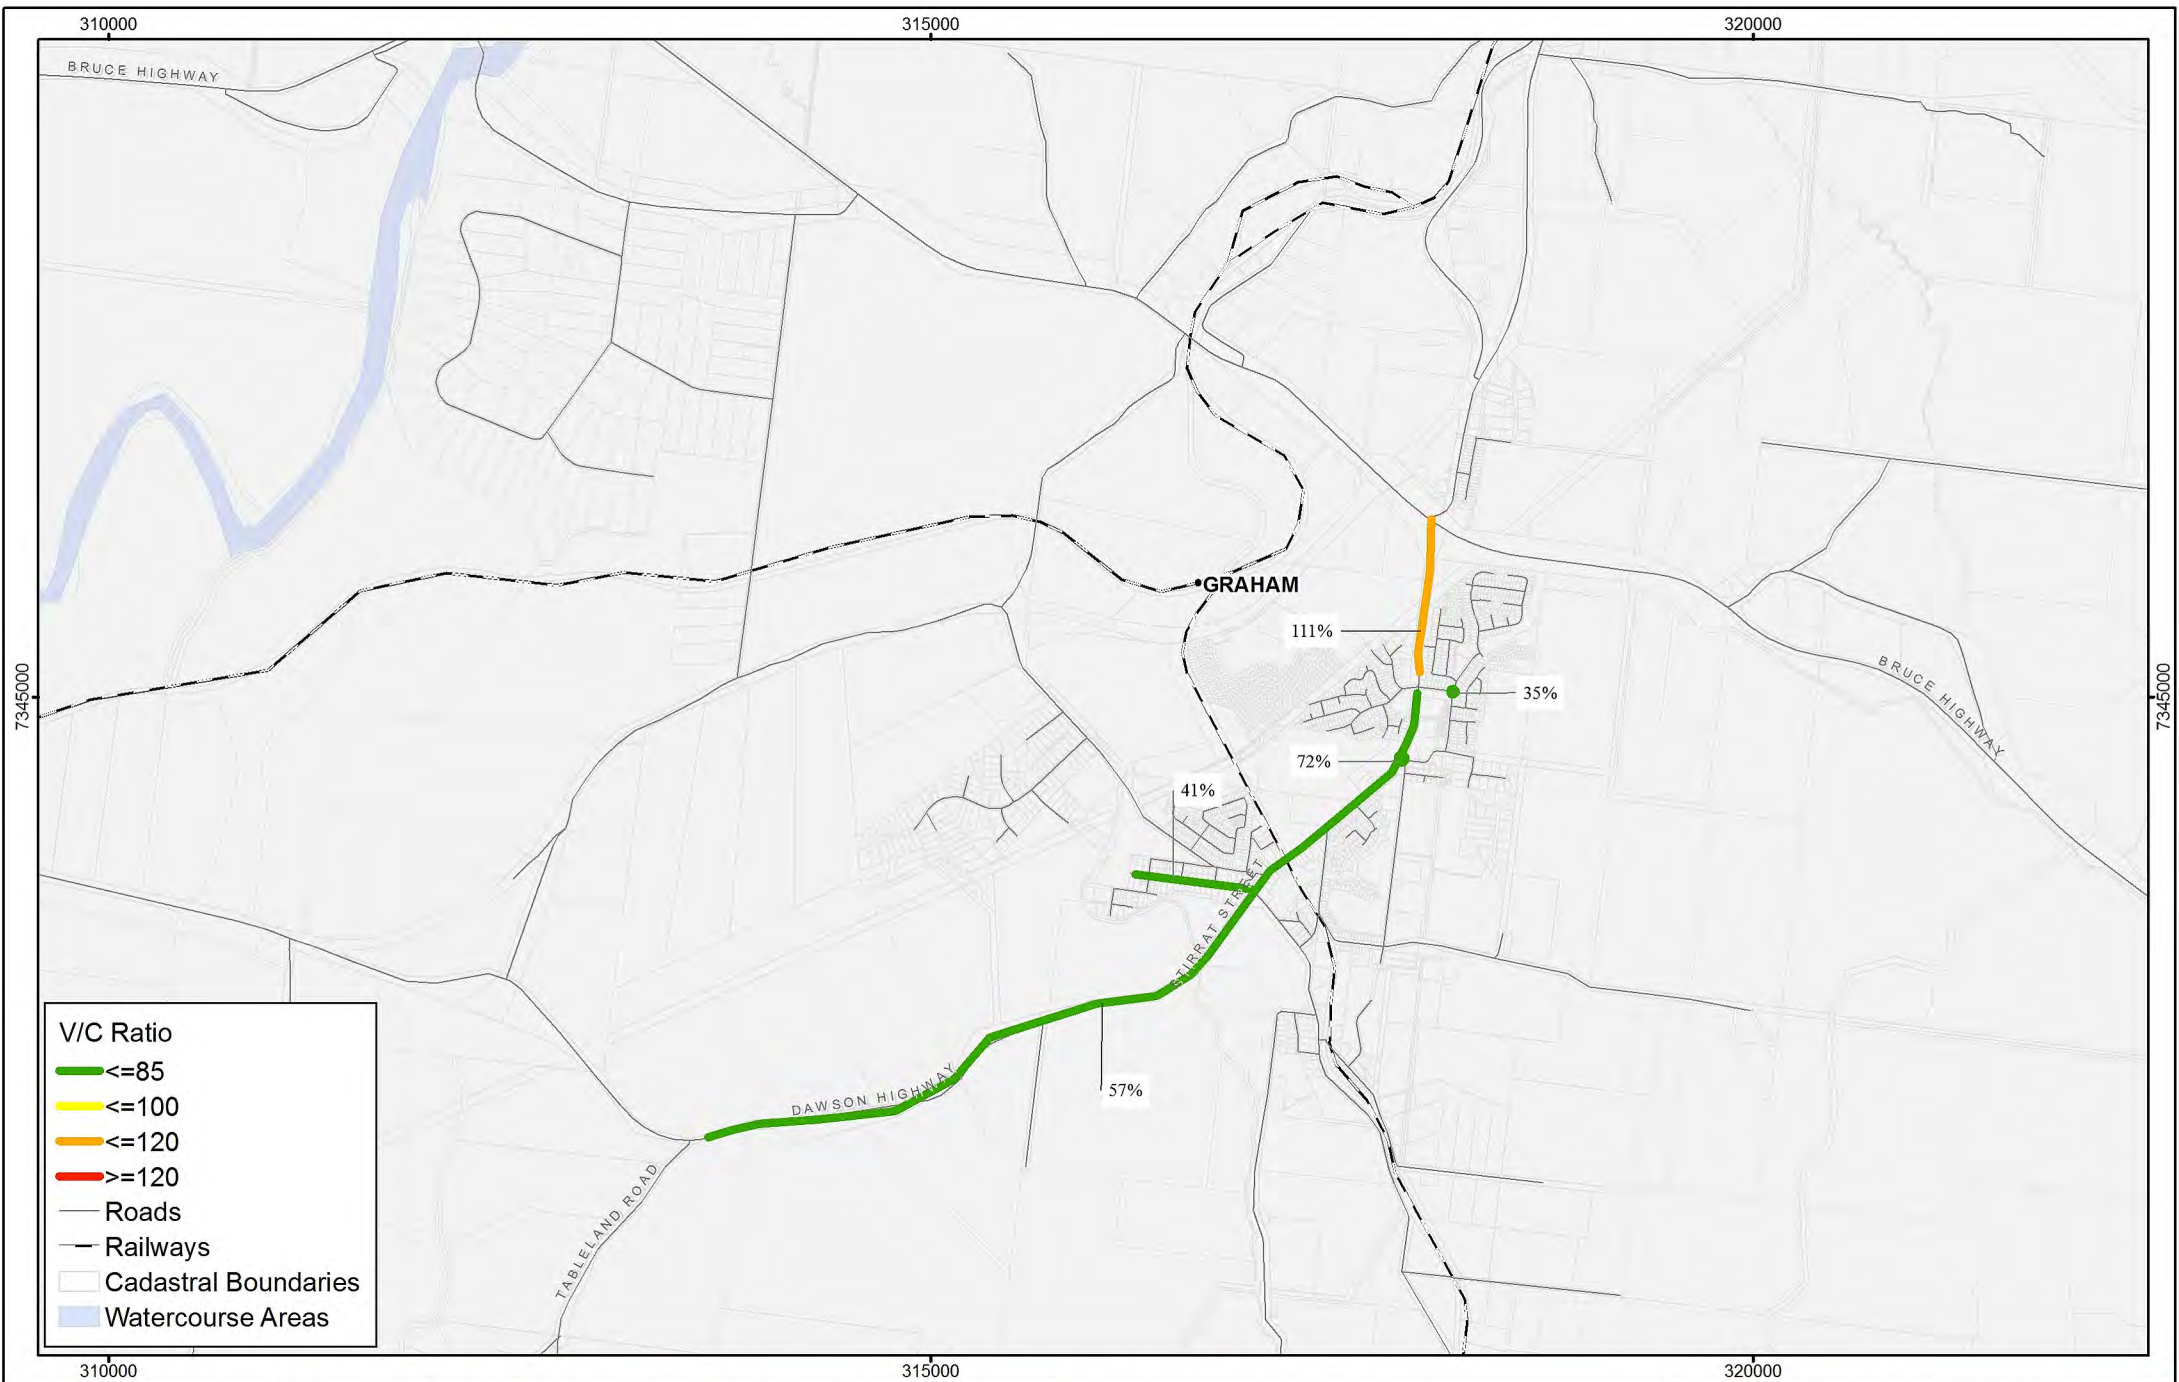 310000
315000
320000
BRUCE HIGHWAY
GRAHAM
111%
7345000
35%
7345000
BRUCE HIGHWAY
72%
41%
STIRRAT STREET
57%
DAWSON HIGHWAY
TABLELAND ROAD
V/C Ratio
<=85
<=100
<=120
>=120
Roads
Railways
Cadastral Boundaries
Watercourse Areas
310000
315000
320000